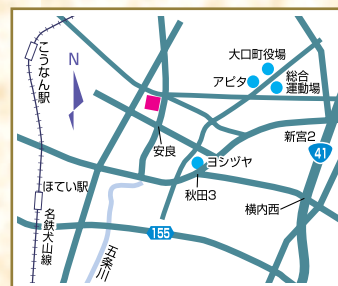 こうなん駅
N
大口町役場
アピタ
総合
運動場
安良
ヨシヅヤ
新宮2
41
秋田3
ほてい駅
横内西
名鉄犬山線
五条川
155